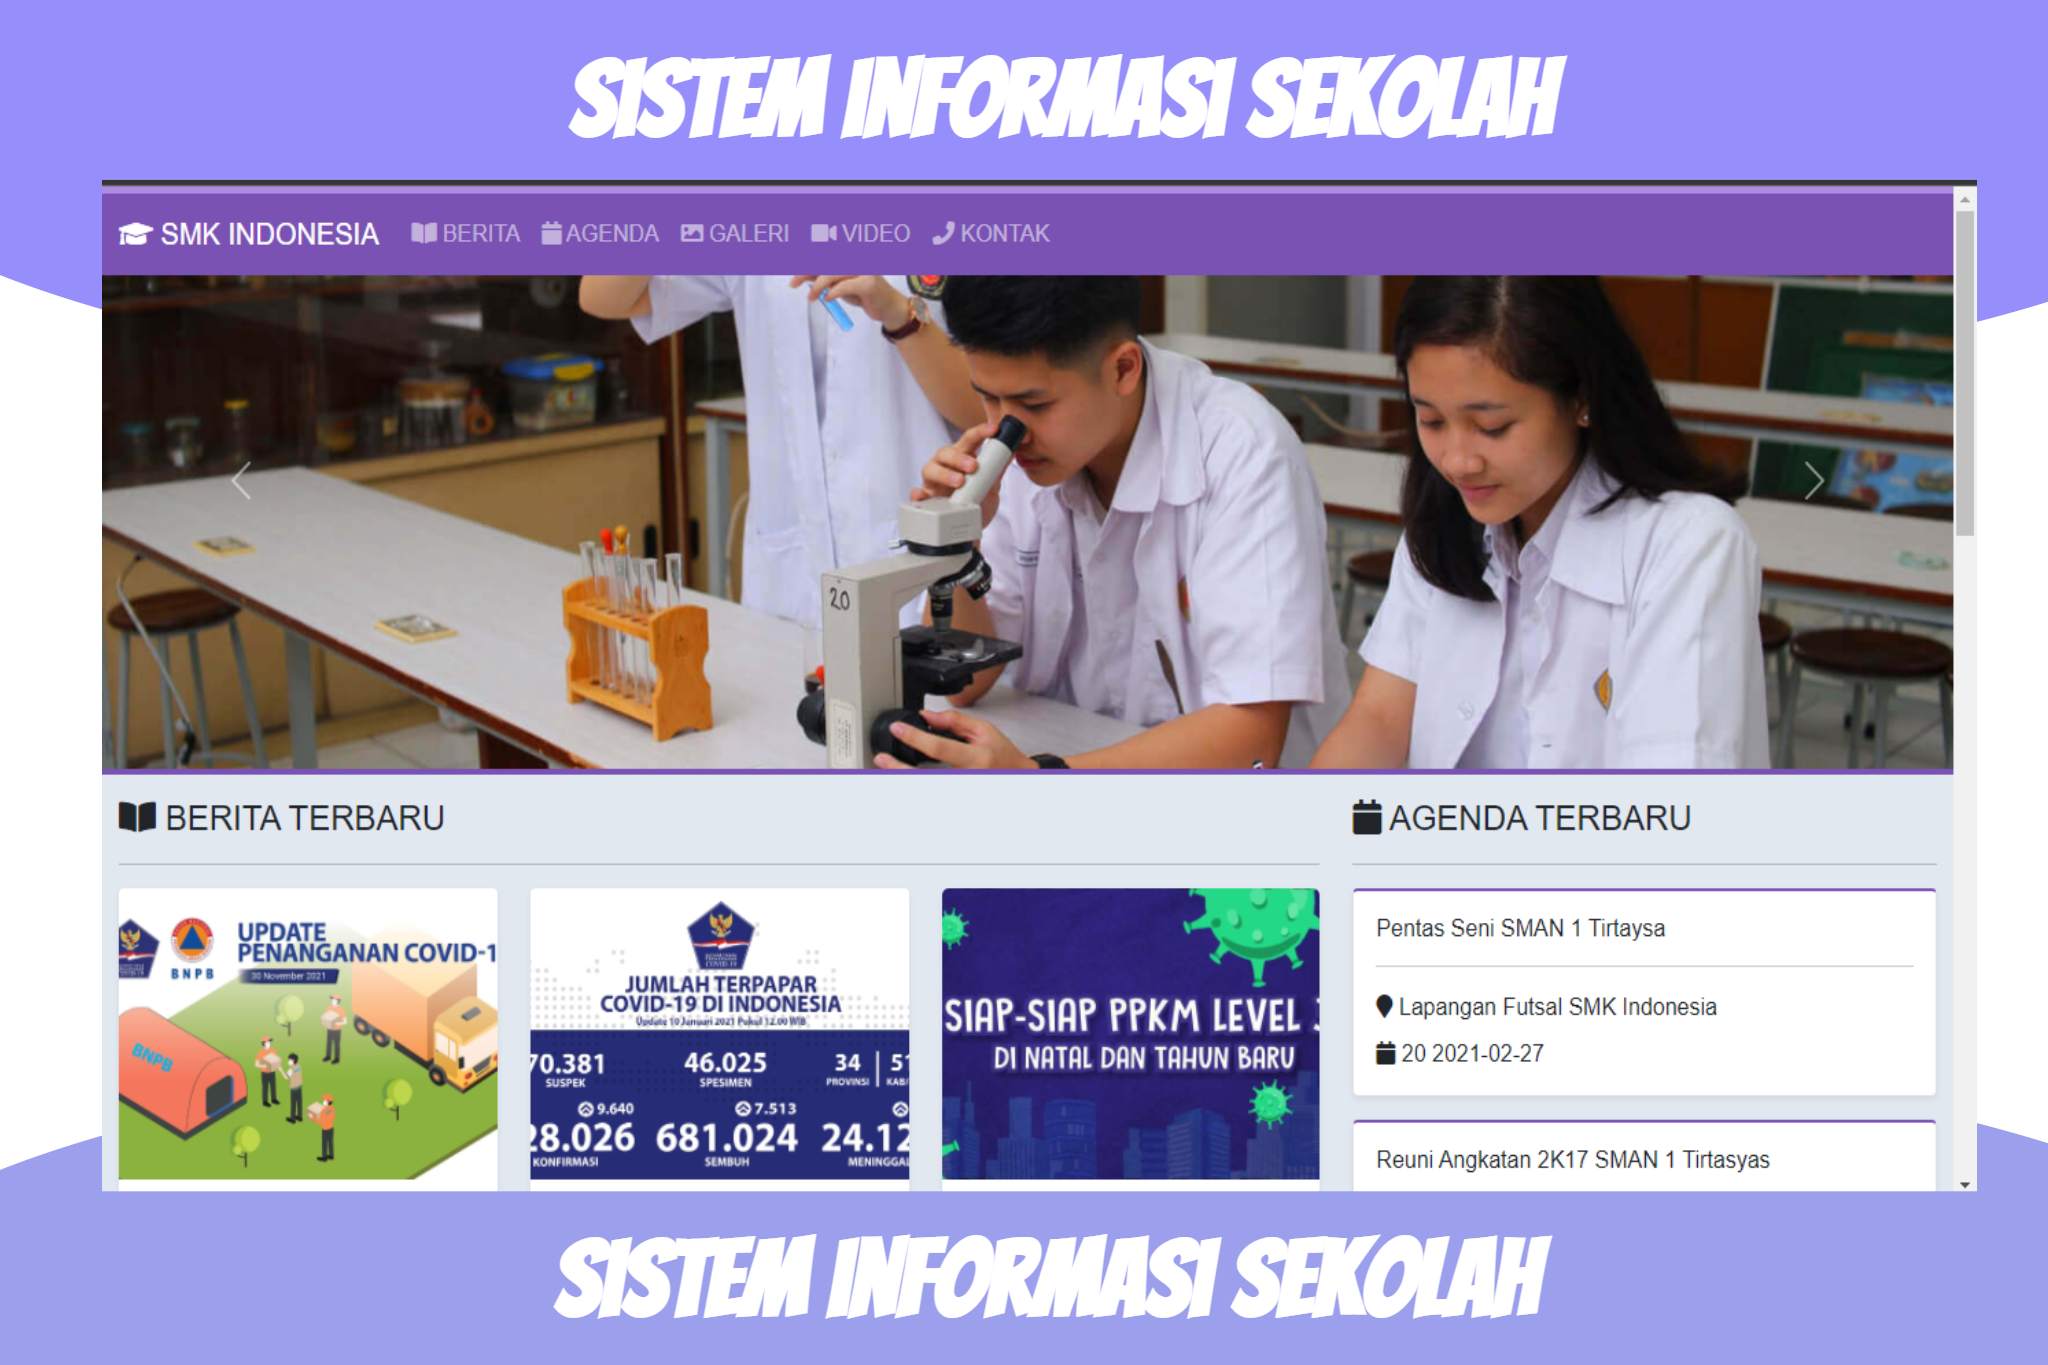 SISTEM INFORMASI SEKOLAH
SMK INDONESIA BERITA AGENDA GALERI VIDEO KONTAK
20
BERITA TERBARU
AGENDA TERBARU
BNPB
UPDATE
PENANGANAN COVID-1
30 November 2021
BNPB
JUMLAH TERPAPAR
COVID-19 DI INDONESIA
Update 10 Januari 2021 Pukul 12.00 WIB
70.381 46.025 34 51
SUSPEK SPESIMEN PROVINSI KAB/
9.640 7.513
28.026 681.024 24.12
KONFIRMASI SEMBUH MENINGGAL
SIAP-SIAP PPKM LEVEL 3
DI NATAL DAN TAHUN BARU
Pentas Seni SMAN 1 Tirtaysa
Lapangan Futsal SMK Indonesia
20 2021-02-27
Reuni Angkatan 2K17 SMAN 1 Tirtasyas
SISTEM INFORMASI SEKOLAH